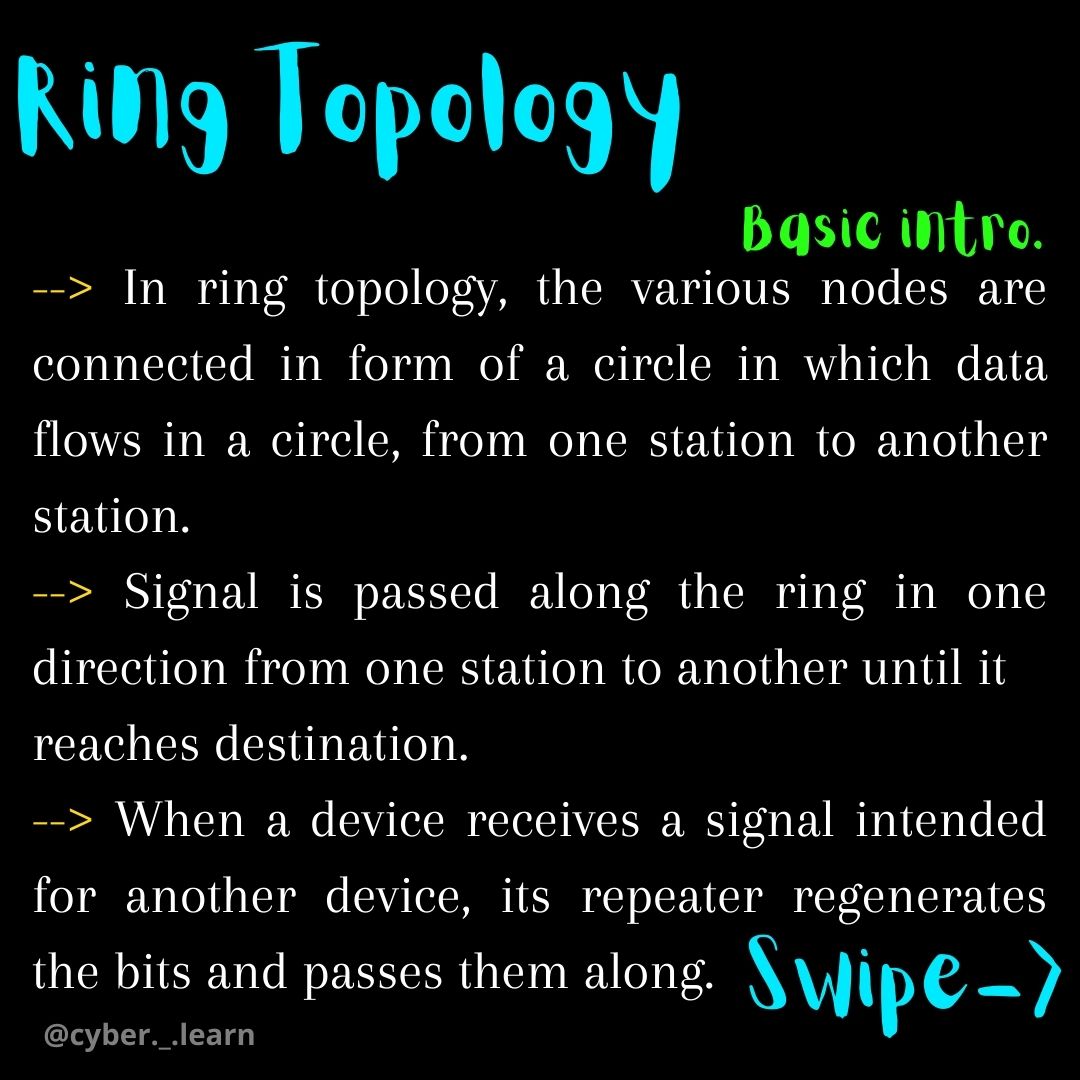 Ring Topology
Basic intro.
--> In ring topology, the various nodes are
connected in form of a circle in which data
flows in a circle, from one station to another
station.
--> Signal is passed along the ring in one
direction from one station to another until it
reaches destination.
--> When a device receives a signal intended
for another device, its repeater regenerates
the bits and passes them along.
Swipe-->
@cyber._.learn